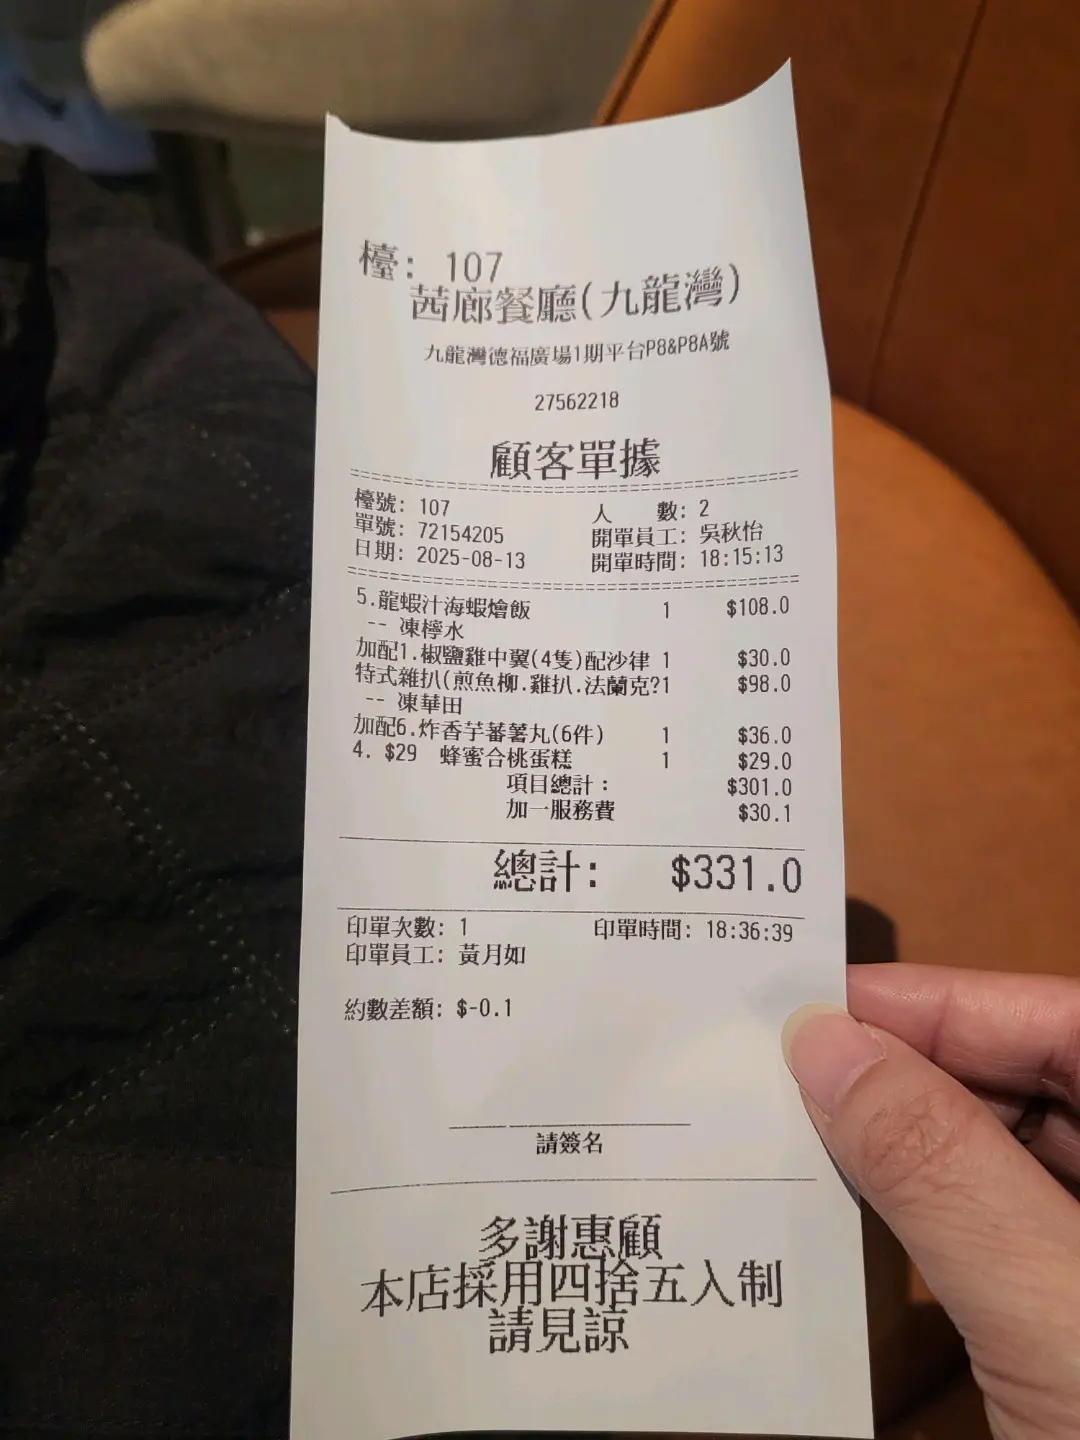 檯: 107
茜廊餐廳(九龍灣)
九龍灣德福廣場1期平台P8&P8A號
27562218
顧客單據
檯號: 107 人 數: 2
單號: 72154205 開單員工: 吳秋怡
日期: 2025-08-13 開單時間: 18:15:13
5.龍蝦汁海蝦燴飯 1 $108.0
-- 凍檸水
加配1.椒鹽雞中翼(4隻)配沙律 1 $30.0
特式雜扒(煎魚柳.雞扒.法蘭克?1 $98.0
-- 凍華田
加配6.炸香芋蕃薯丸(6件) 1 $36.0
4. $29 蜂蜜合桃蛋糕 1 $29.0
項目總計: $301.0
加一服務費 $30.1
總計: $331.0
印單次數: 1 印單時間: 18:36:39
印單員工: 黃月如
約數差額: $-0.1
請簽名
多謝惠顧
本店採用四捨五入制
請見諒